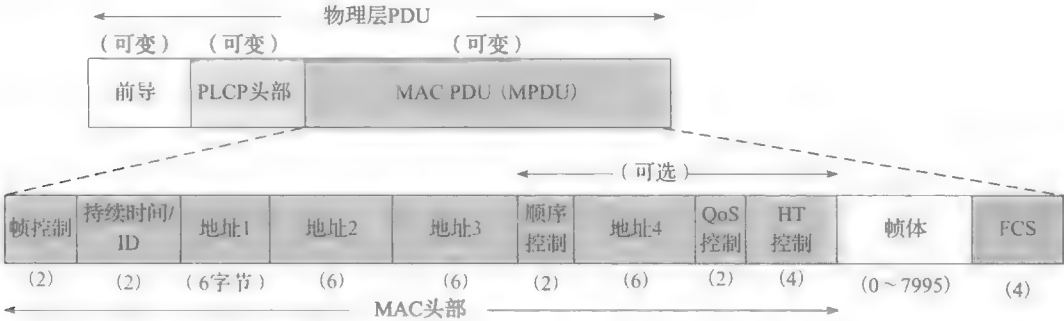 物理层PDU
(可变) (可变) (可变)
前导 PLCP头部 MAC PDU (MPDU)
(可选)
帧控制 持续时间/ID 地址1 地址2 地址3 顺序控制 地址4 QoS控制 HT控制 帧体 FCS
(2) (2) (6字节) (6) (6) (2) (6) (2) (4) (0~7995) (4)
MAC头部